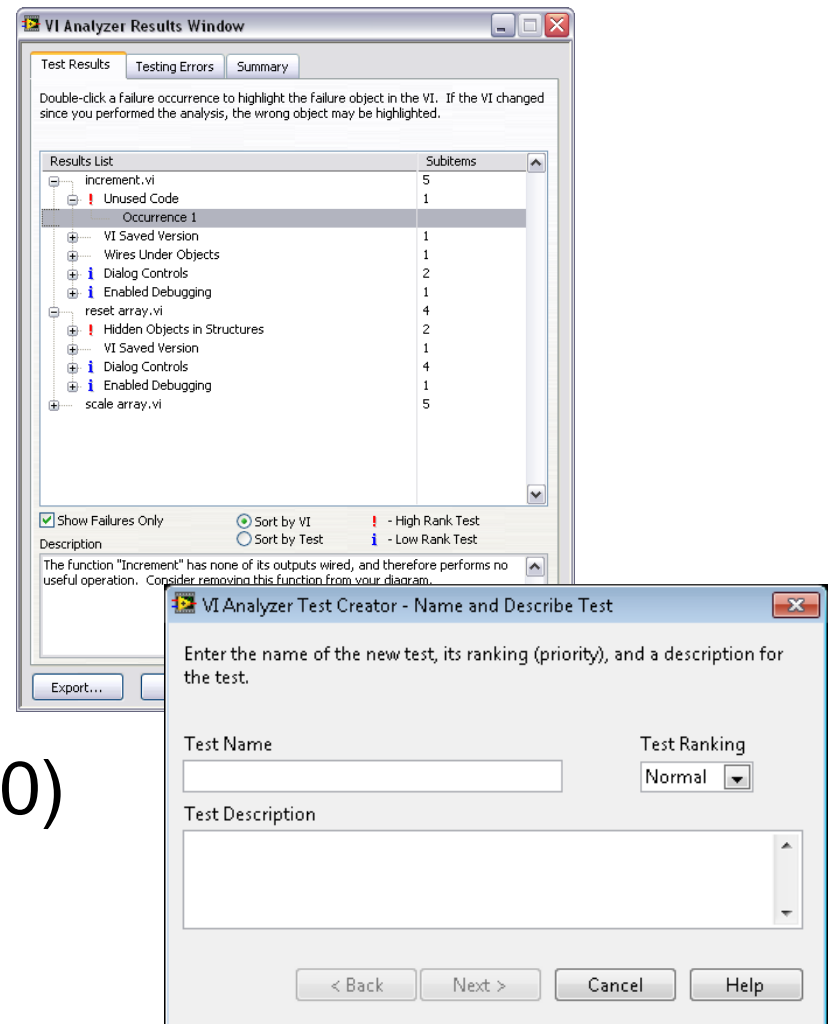 VI Analyzer Results Window
Test Results Testing Errors Summary
Double-click a failure occurrence to highlight the failure object in the VI. If the VI changed
since you performed the analysis, the wrong object may be highlighted.
Results List Subitems
increment.vi 5
! Unused Code 1
Occurrence 1
VI Saved Version 1
Wires Under Objects 1
i Dialog Controls 2
i Enabled Debugging 1
reset array.vi 4
! Hidden Objects in Structures 2
VI Saved Version 1
i Dialog Controls 4
i Enabled Debugging 1
scale array.vi 5
Show Failures Only Sort by VI ! - High Rank Test
Description Sort by Test i - Low Rank Test
The function "Increment" has none of its outputs wired, and therefore performs no
useful operation. Consider removing this function from your diagram.
Export...
0)
VI Analyzer Test Creator - Name and Describe Test
Enter the name of the new test, its ranking (priority), and a description for
the test.
Test Name Test Ranking
Normal
Test Description
< Back Next > Cancel Help